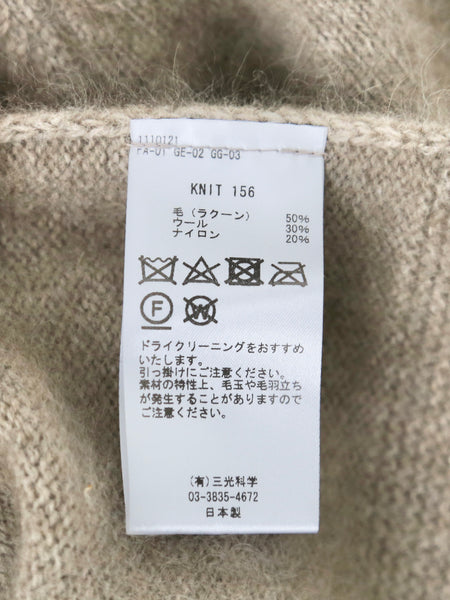 1110121
FA-01 GE-02 GG-03
KNIT 156
毛（ラクーン） 50%
ウール 30%
ナイロン 20%
F W
ドライクリーニングをおすすめ
いたします。
引っ掛けにご注意ください。
素材の特性上、毛玉や毛羽立ち
が発生することがありますので
ご注意ください。
(有)三光科学
03-3835-4672
日本製